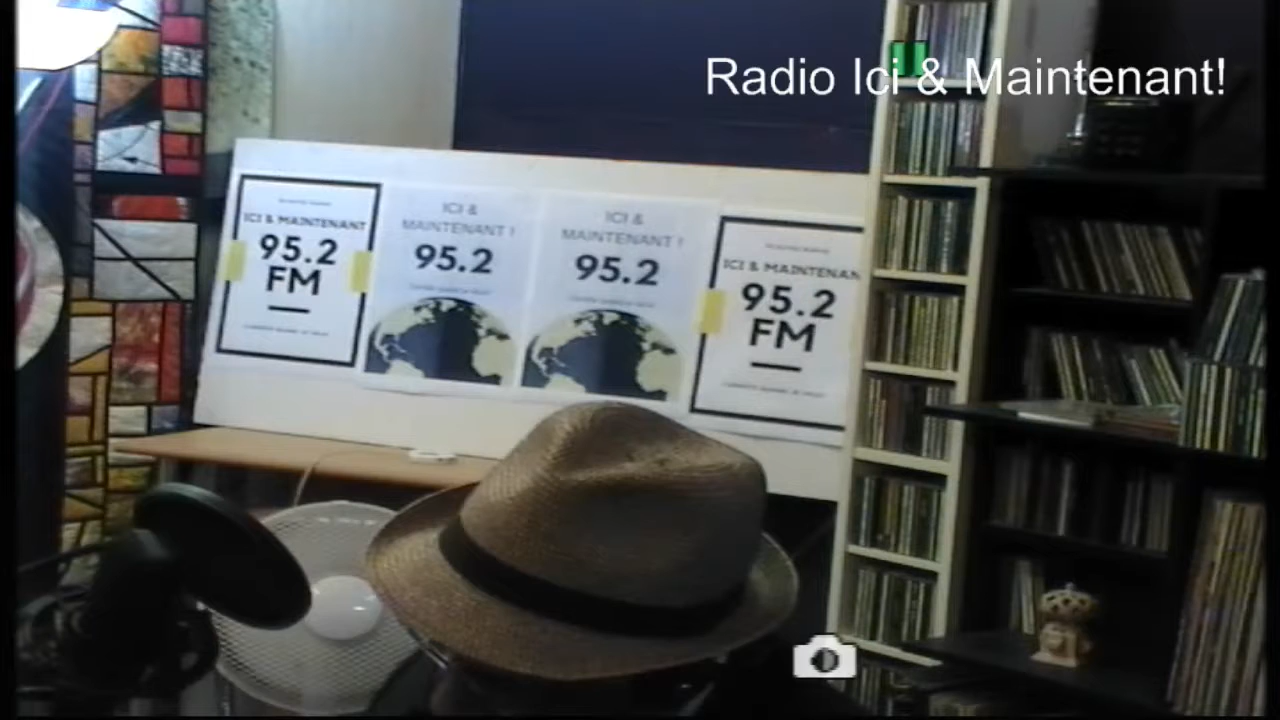 Radio Ici & Maintenant!
ICI & MAINTENANT
95.2
FM
ICI &
MAINTENANT !
95.2
ICI &
MAINTENANT !
95.2
ICI & MAINTENAN
95.2
FM